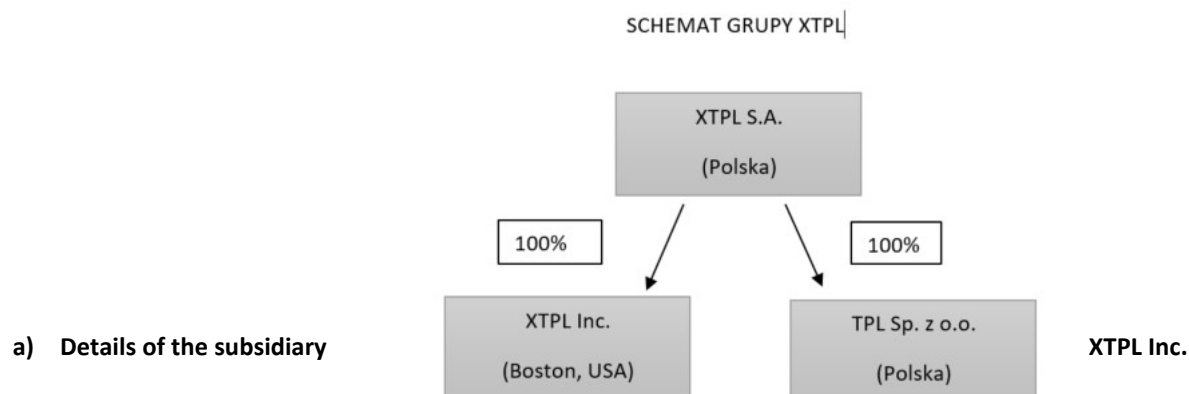 SCHEMAT GRUPY XTPL
XTPL S.A.
(Polska)
100%
100%
XTPL Inc.
(Boston, USA)
TPL Sp. z o.o.
(Polska)
a) Details of the subsidiary XTPL Inc.